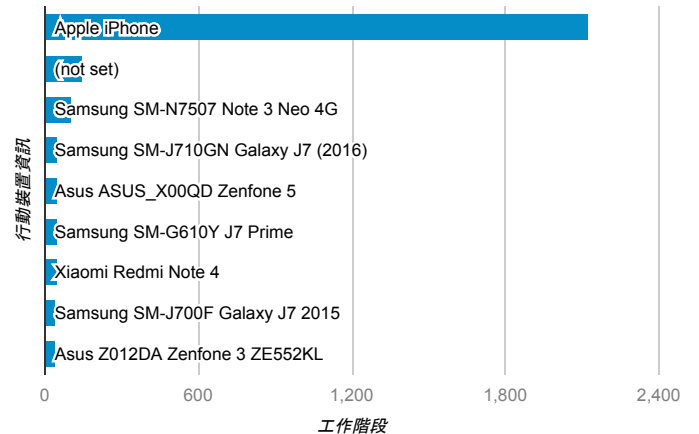 Apple iPhone
(not set)
Samsung SM-N7507 Note 3 Neo 4G
Samsung SM-J710GN Galaxy J7 (2016)
Asus ASUS_X00QD Zenfone 5
Samsung SM-G610Y J7 Prime
Xiaomi Redmi Note 4
Samsung SM-J700F Galaxy J7 2015
Asus Z012DA Zenfone 3 ZE552KL
行動裝置資訊
0 600 1,200 1,800 2,400
工作階段